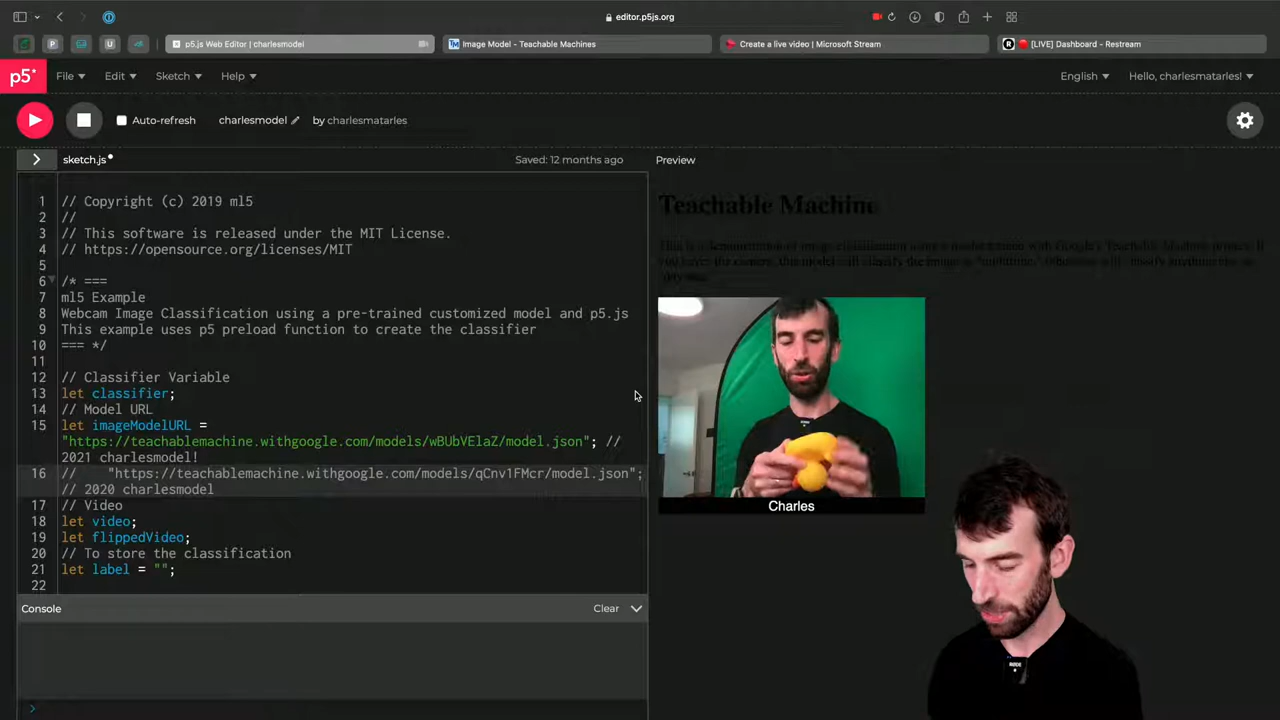 editor.p5js.org
p5.js Web Editor | charlesmodel
Image Model - Teachable Machines
Create a live video | Microsoft Stream
[LIVE] Dashboard - Restream
p5*
File
Edit
Sketch
Help
English
Hello, charlesmatarles!
Auto-refresh
charlesmodel
by charlesmatarles
sketch.js
Saved: 12 months ago
Preview
1 // Copyright (c) 2019 ml5
2 //
3 // This software is released under the MIT License.
4 // https://opensource.org/licenses/MIT
5
6 /* ===
7 ml5 Example
8 Webcam Image Classification using a pre-trained customized model and p5.js
9 This example uses p5 preload function to create the classifier
10 === */
11
12 // Classifier Variable
13 let classifier;
14 // Model URL
15 let imageModelURL =
"https://teachablemachine.withgoogle.com/models/wBUbVElaZ/model.json"; //
2021 charlesmodel!
16 // "https://teachablemachine.withgoogle.com/models/qCnv1FMcr/model.json";
// 2020 charlesmodel
17 // Video
18 let video;
19 let flippedVideo;
20 // To store the classification
21 let label = "";
22
Teachable Machine
Charles
Console
Clear